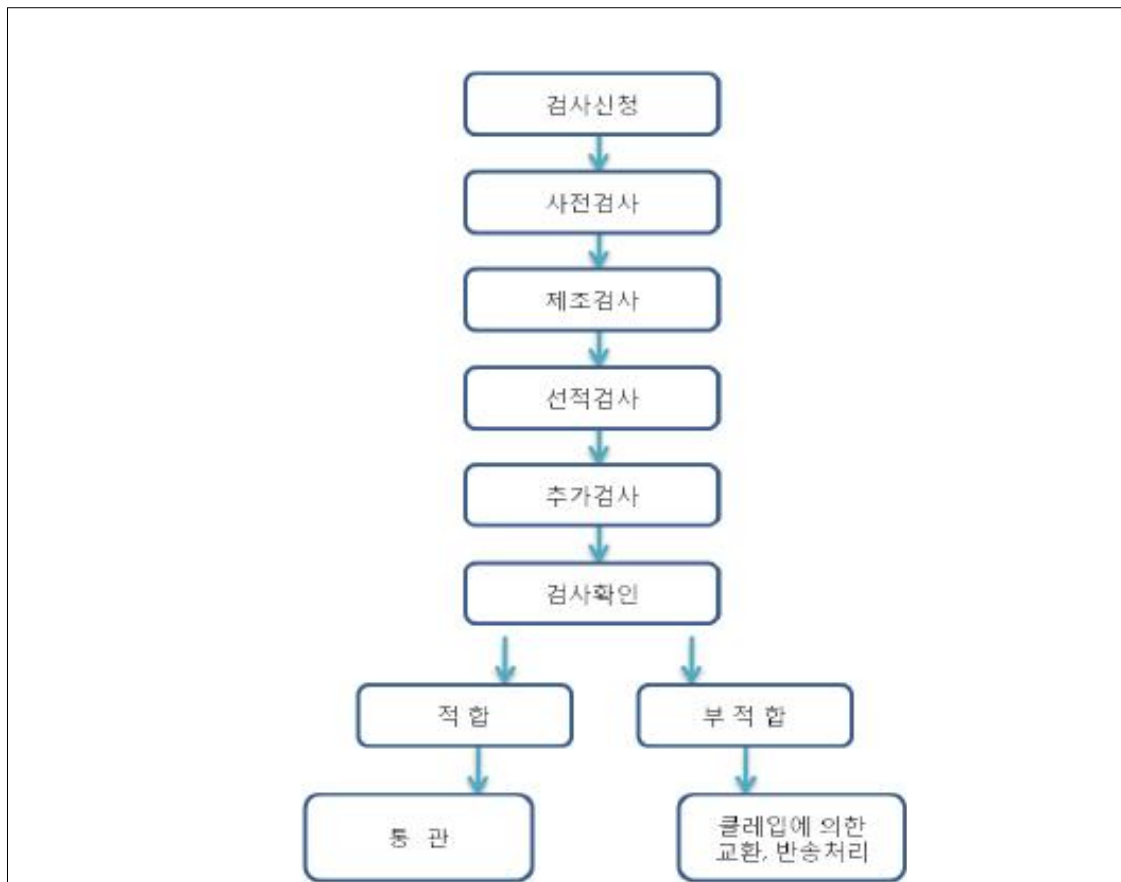 검사신청
사전검사
제조검사
선적검사
추가검사
검사확인
적 합
부 적 합
통 관
클레입에 의한
교환, 반송처리